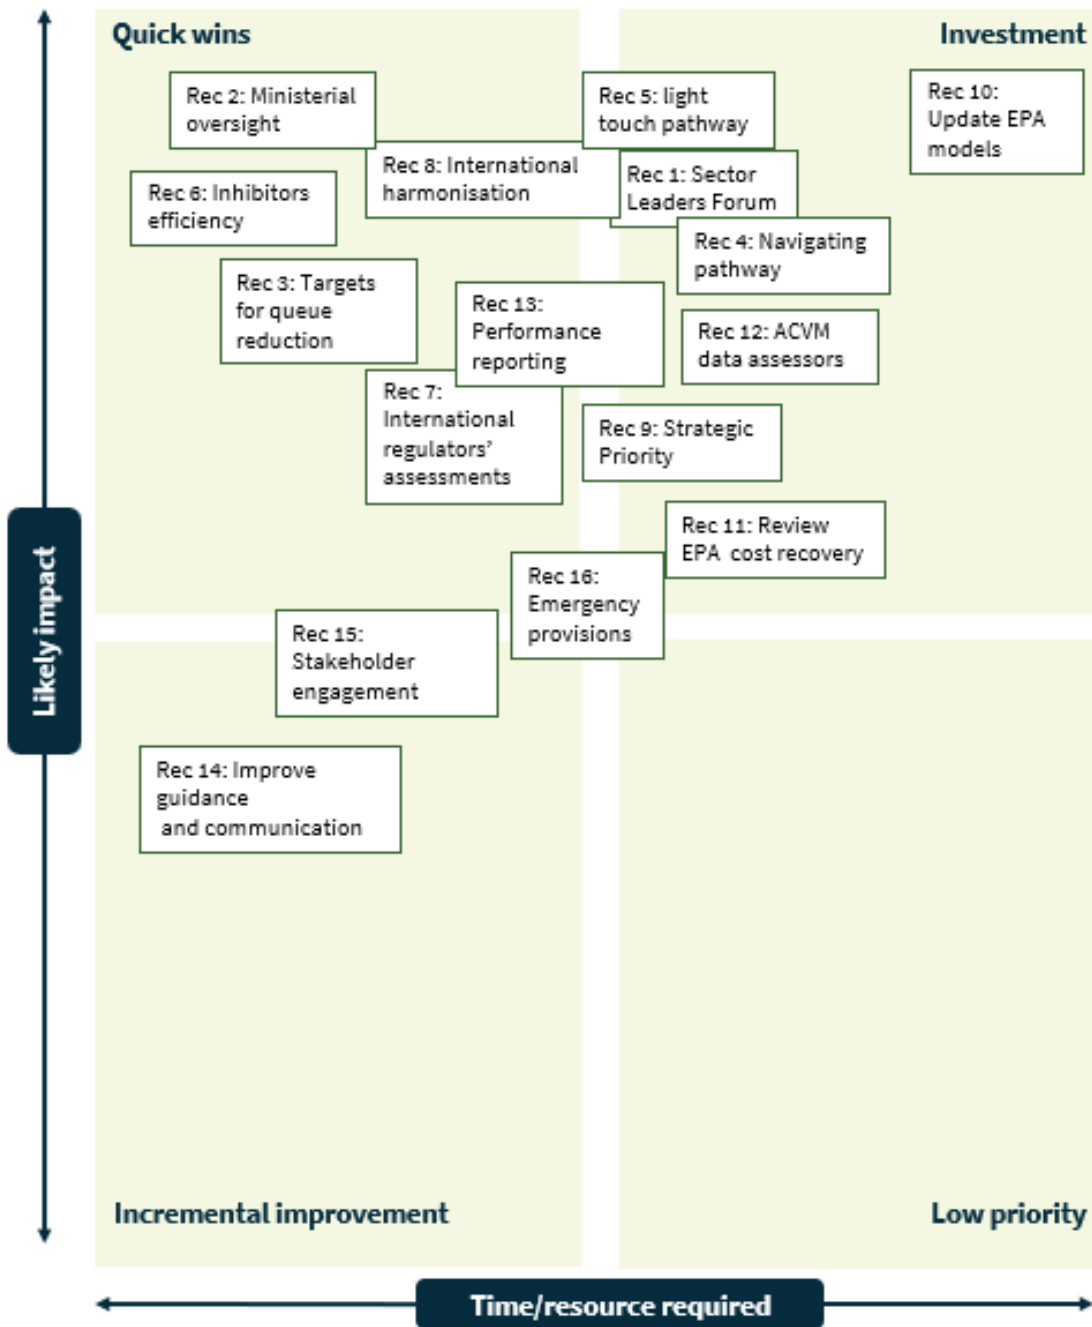 Quick wins
Investment
Rec 2: Ministerial
oversight
Rec 5: light
touch pathway
Rec 10:
Update EPA
models
Rec 8: International
harmonisation
Rec 1: Sector
Leaders Forum
Rec 6: Inhibitors
efficiency
Rec 4: Navigating
pathway
Rec 3: Targets
for queue
reduction
Rec 13:
Performance
reporting
Rec 12: ACVM
data assessors
Rec 7:
International
regulators’
assessments
Rec 9: Strategic
Priority
Rec 11: Review
EPA cost recovery
Rec 16:
Emergency
provisions
Rec 15:
Stakeholder
engagement
Rec 14: Improve
guidance
and communication
Likely impact
Incremental improvement
Low priority
Time/resource required